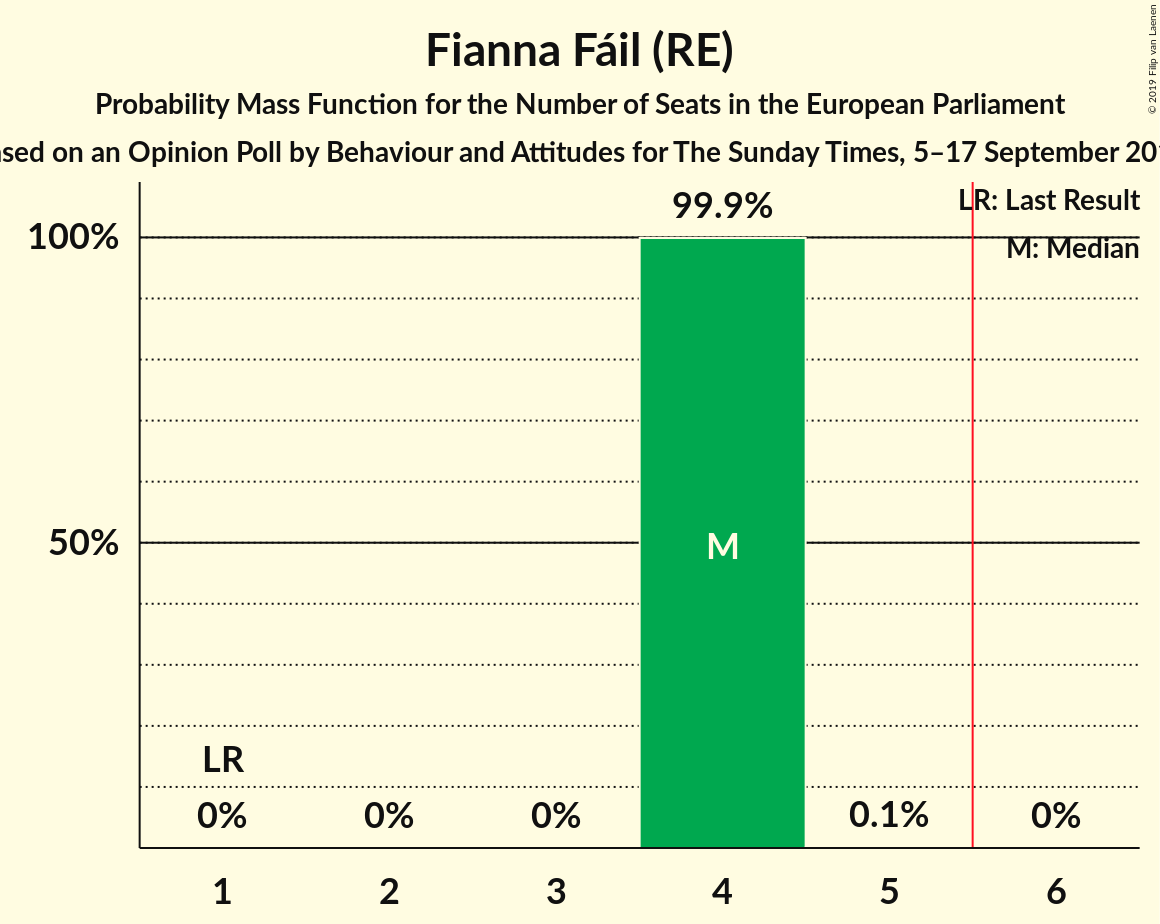 Fianna Fáil (RE)
Probability Mass Function for the Number of Seats in the European Parliament
on an Opinion Poll by Behaviour and Attitudes for The Sunday Times, 5–17 September
© 2019 Filip van Laenen
LR: Last Result
M: Median
99.9%
100%
50%
M
LR
0% 0% 0% 0.1% 0%
1 2 3 4 5 6